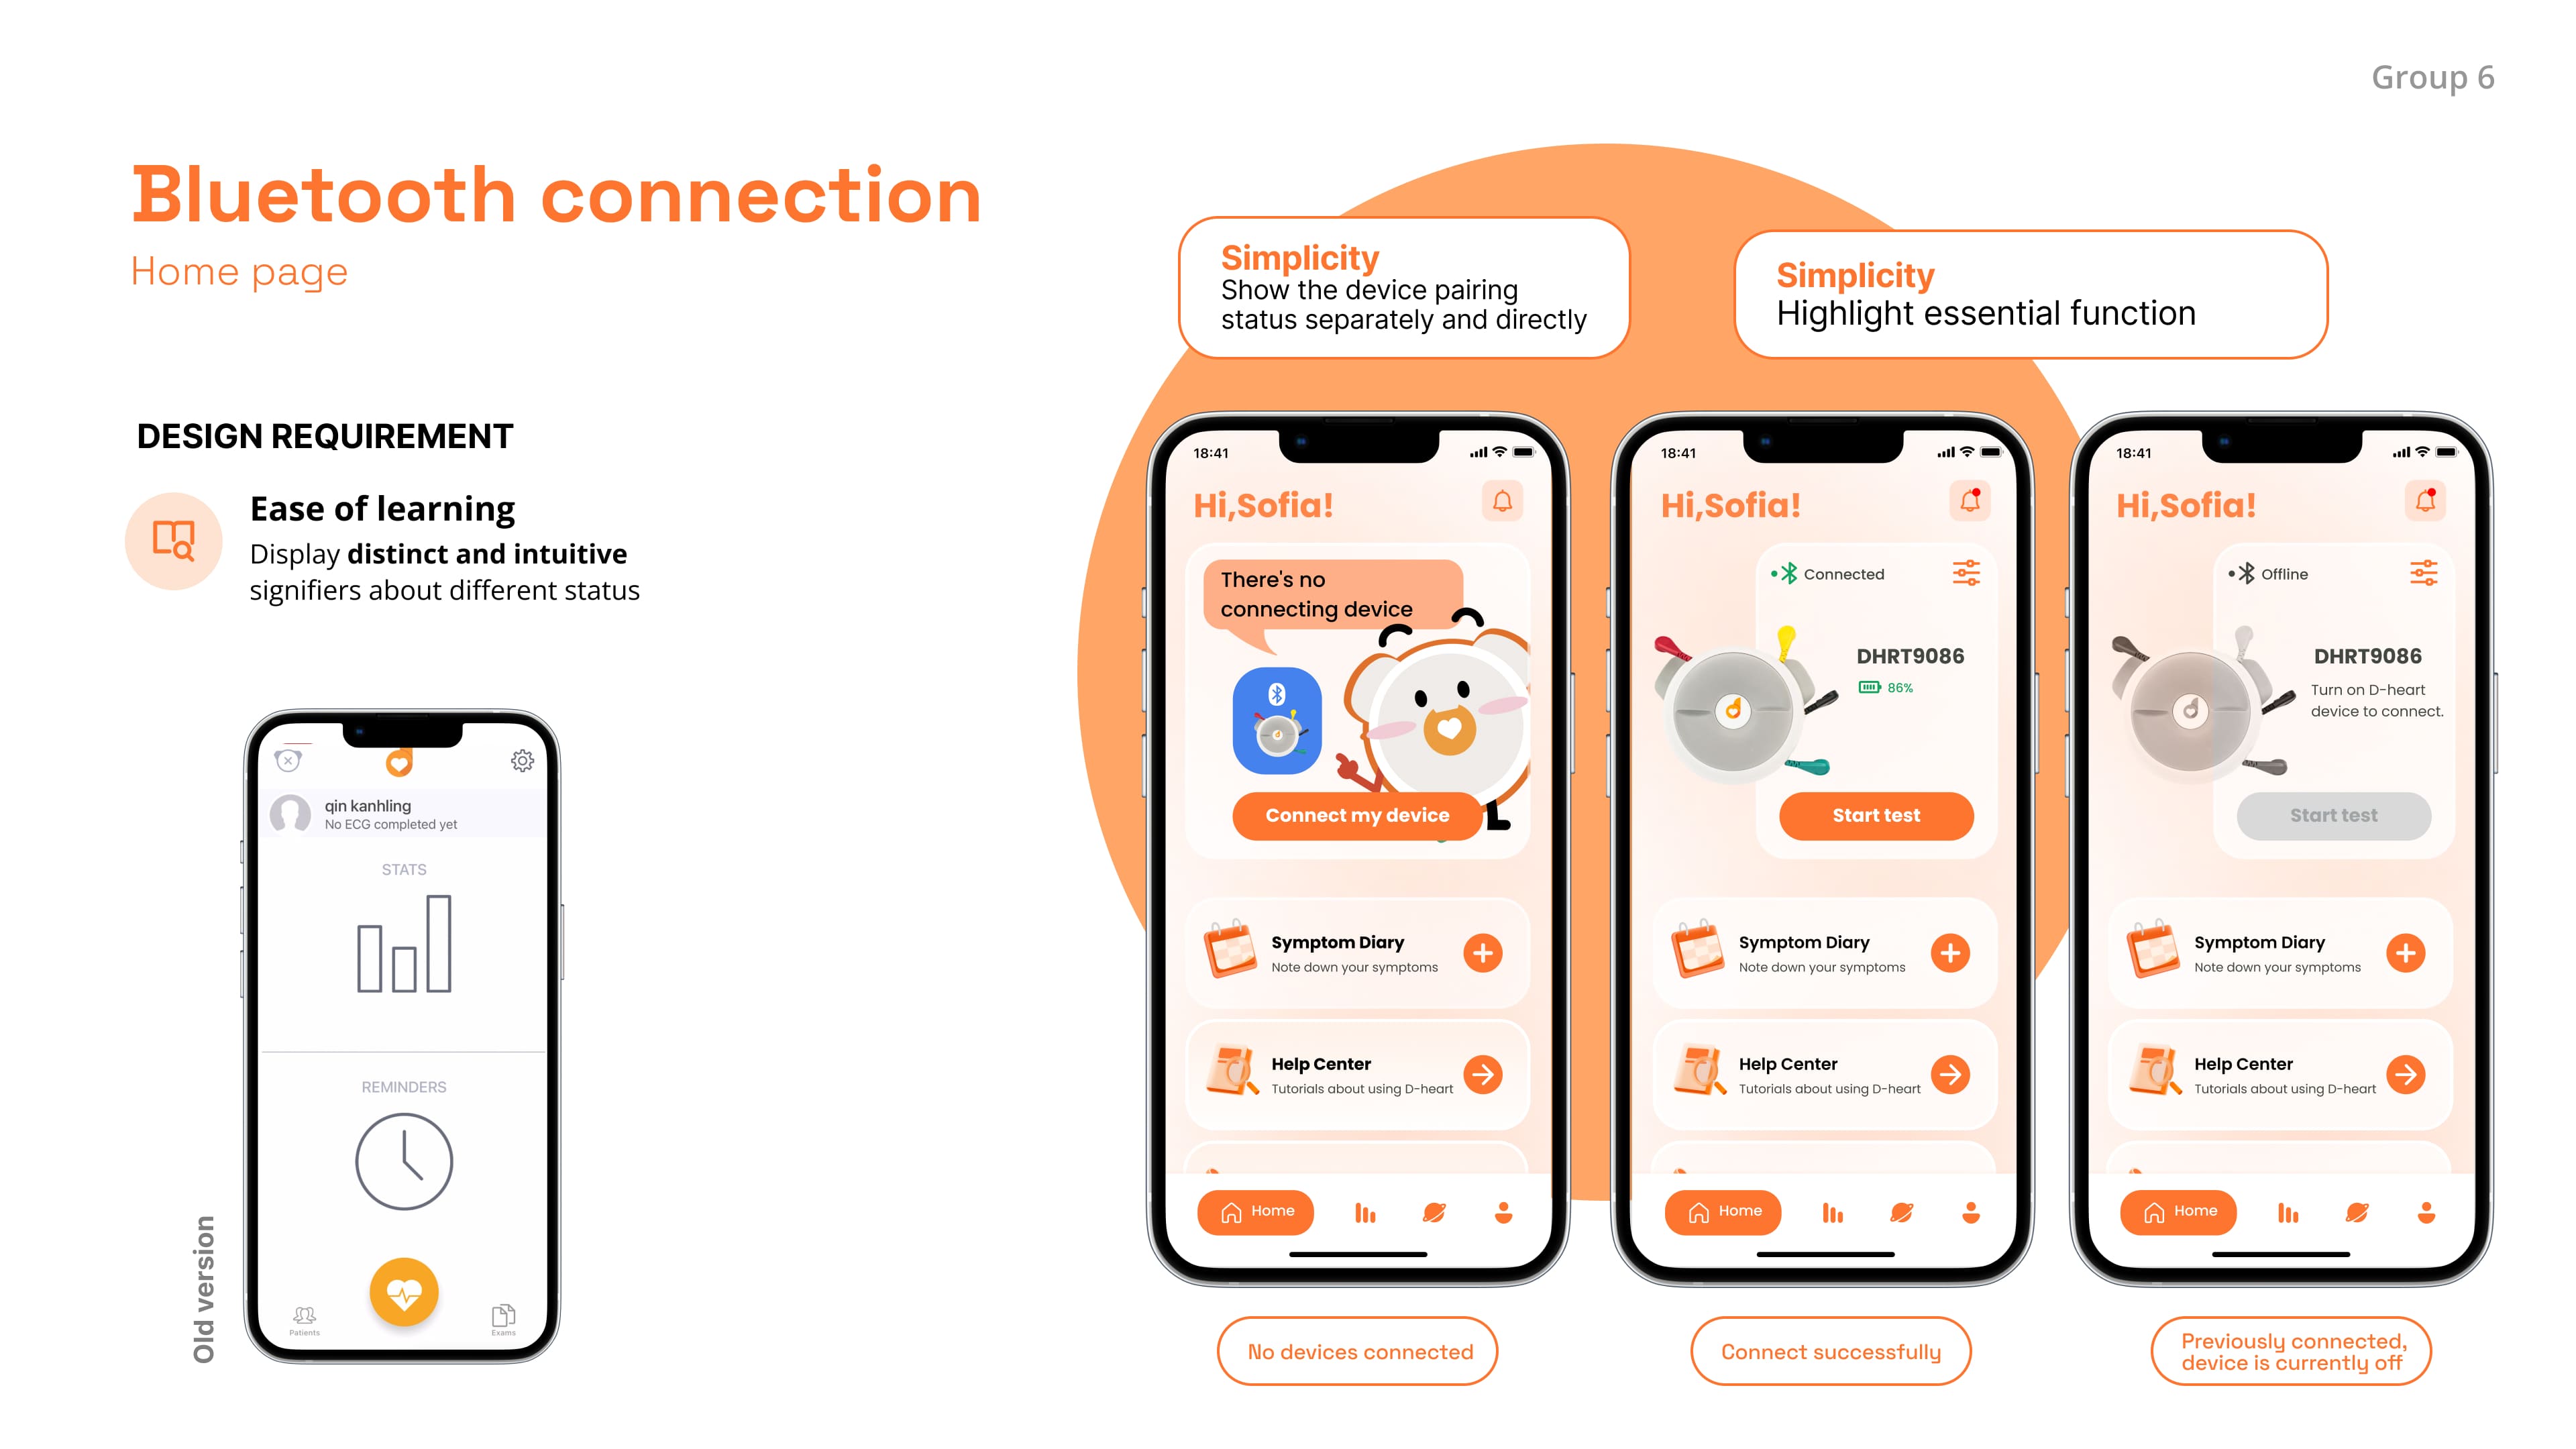 Group 6
Bluetooth connection
Home page
DESIGN REQUIREMENT
Ease of learning
Display distinct and intuitive
signifiers about different status
Old version
qin kanhling
No ECG completed yet
STATS
REMINDERS
Patients
Exams
Simplicity
Show the device pairing
status separately and directly
Simplicity
Highlight essential function
18:41
Hi,Sofia!
There's no
connecting device
Connect my device
Symptom Diary
Note down your symptoms
Help Center
Tutorials about using D-heart
Home
No devices connected
18:41
Hi,Sofia!
Connected
DHRT9086
86%
Start test
Symptom Diary
Note down your symptoms
Help Center
Tutorials about using D-heart
Home
Connect successfully
18:41
Hi,Sofia!
Offline
DHRT9086
Turn on D-heart
device to connect.
Start test
Symptom Diary
Note down your symptoms
Help Center
Tutorials about using D-heart
Home
Previously connected,
device is currently off